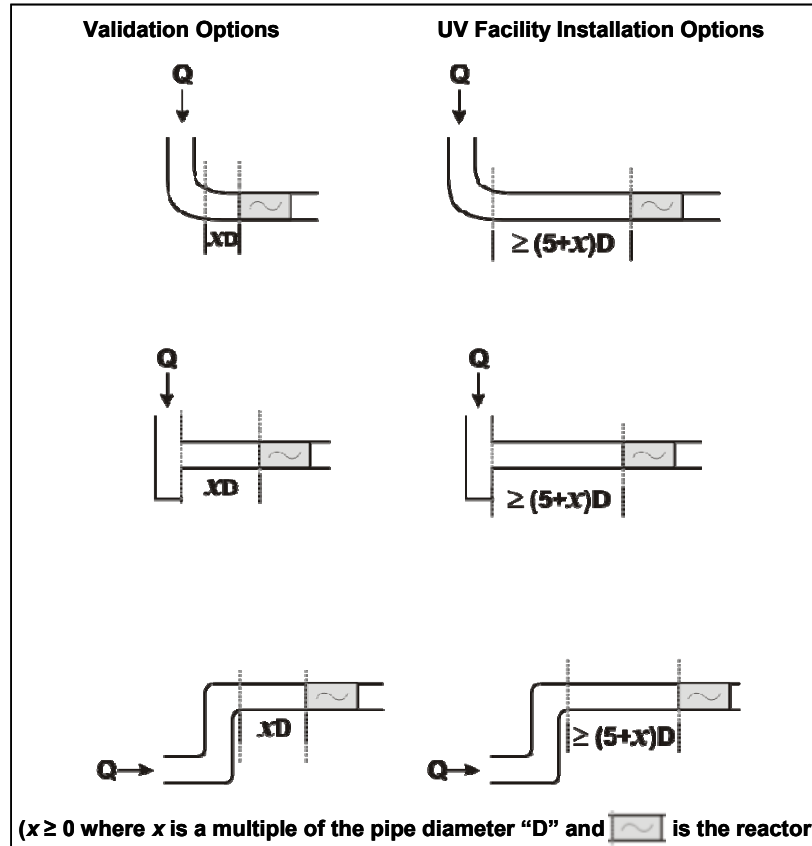 Validation Options
UV Facility Installation Options
Q
Q
xD
≥ (5+x)D
Q
Q
xD
≥ (5+x)D
xD
≥ (5+x)D
Q
Q
(x ≥ 0 where x is a multiple of the pipe diameter “D” and is the reactor